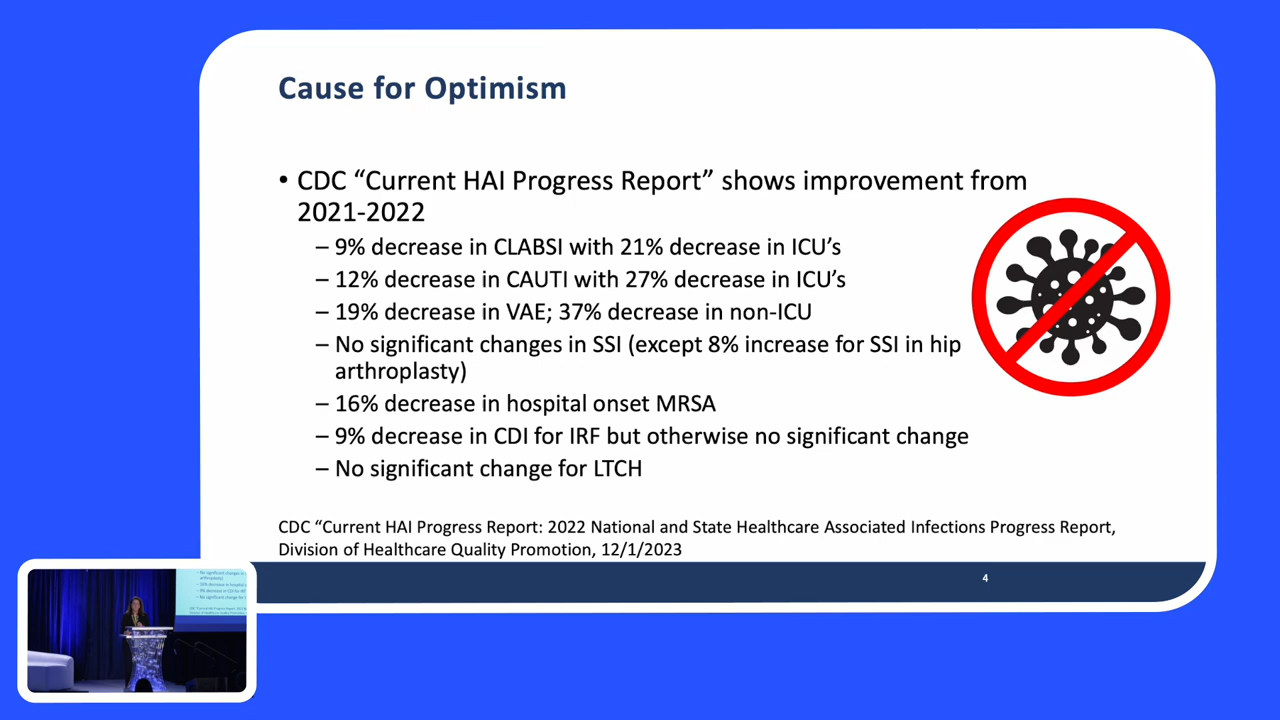 Cause for Optimism
• CDC “Current HAI Progress Report” shows improvement from
2021-2022
– 9% decrease in CLABSI with 21% decrease in ICU’s
– 12% decrease in CAUTI with 27% decrease in ICU’s
– 19% decrease in VAE; 37% decrease in non-ICU
– No significant changes in SSI (except 8% increase for SSI in hip
arthroplasty)
– 16% decrease in hospital onset MRSA
– 9% decrease in CDI for IRF but otherwise no significant change
– No significant change for LTCH
CDC “Current HAI Progress Report: 2022 National and State Healthcare Associated Infections Progress Report,
Division of Healthcare Quality Promotion, 12/1/2023
4